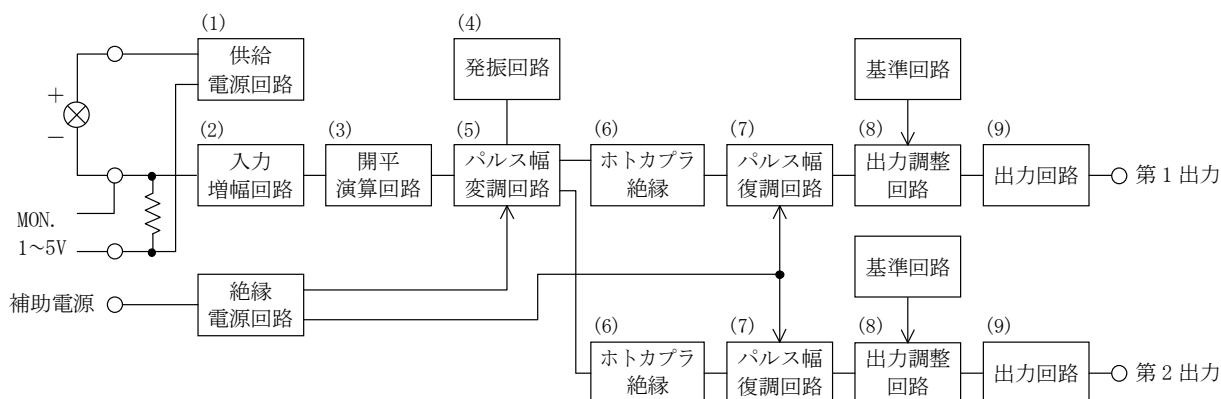 (1)
供給
電源回路
(4)
発振回路
基準回路
+
−
(2)
入力
増幅回路
(3)
開平
演算回路
(5)
パルス幅
変調回路
(6)
ホトカプラ
絶縁
(7)
パルス幅
復調回路
(8)
出力調整
回路
(9)
出力回路
第1出力
MON.
1~5V
補助電源
絶縁
電源回路
基準回路
(6)
ホトカプラ
絶縁
(7)
パルス幅
復調回路
(8)
出力調整
回路
(9)
出力回路
第2出力